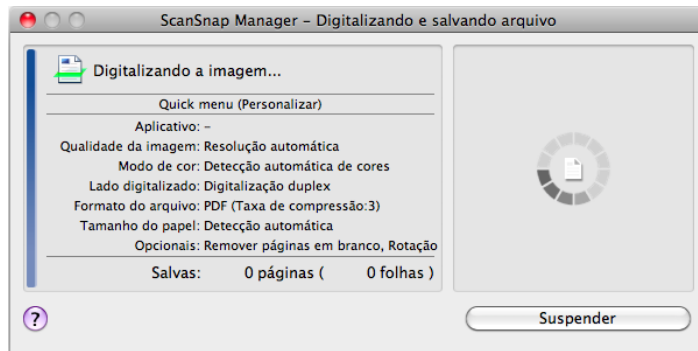 ScanSnap Manager – Digitalizando e salvando arquivo
Digitalizando a imagem...
Quick menu (Personalizar)
Aplicativo: –
Qualidade da imagem: Resolução automática
Modo de cor: Detecção automática de cores
Lado digitalizado: Digitalização duplex
Formato do arquivo: PDF (Taxa de compressão:3)
Tamanho do papel: Detecção automática
Opcionais: Remover páginas em branco, Rotação
Salvas: 0 páginas ( 0 folhas )
?
Suspender